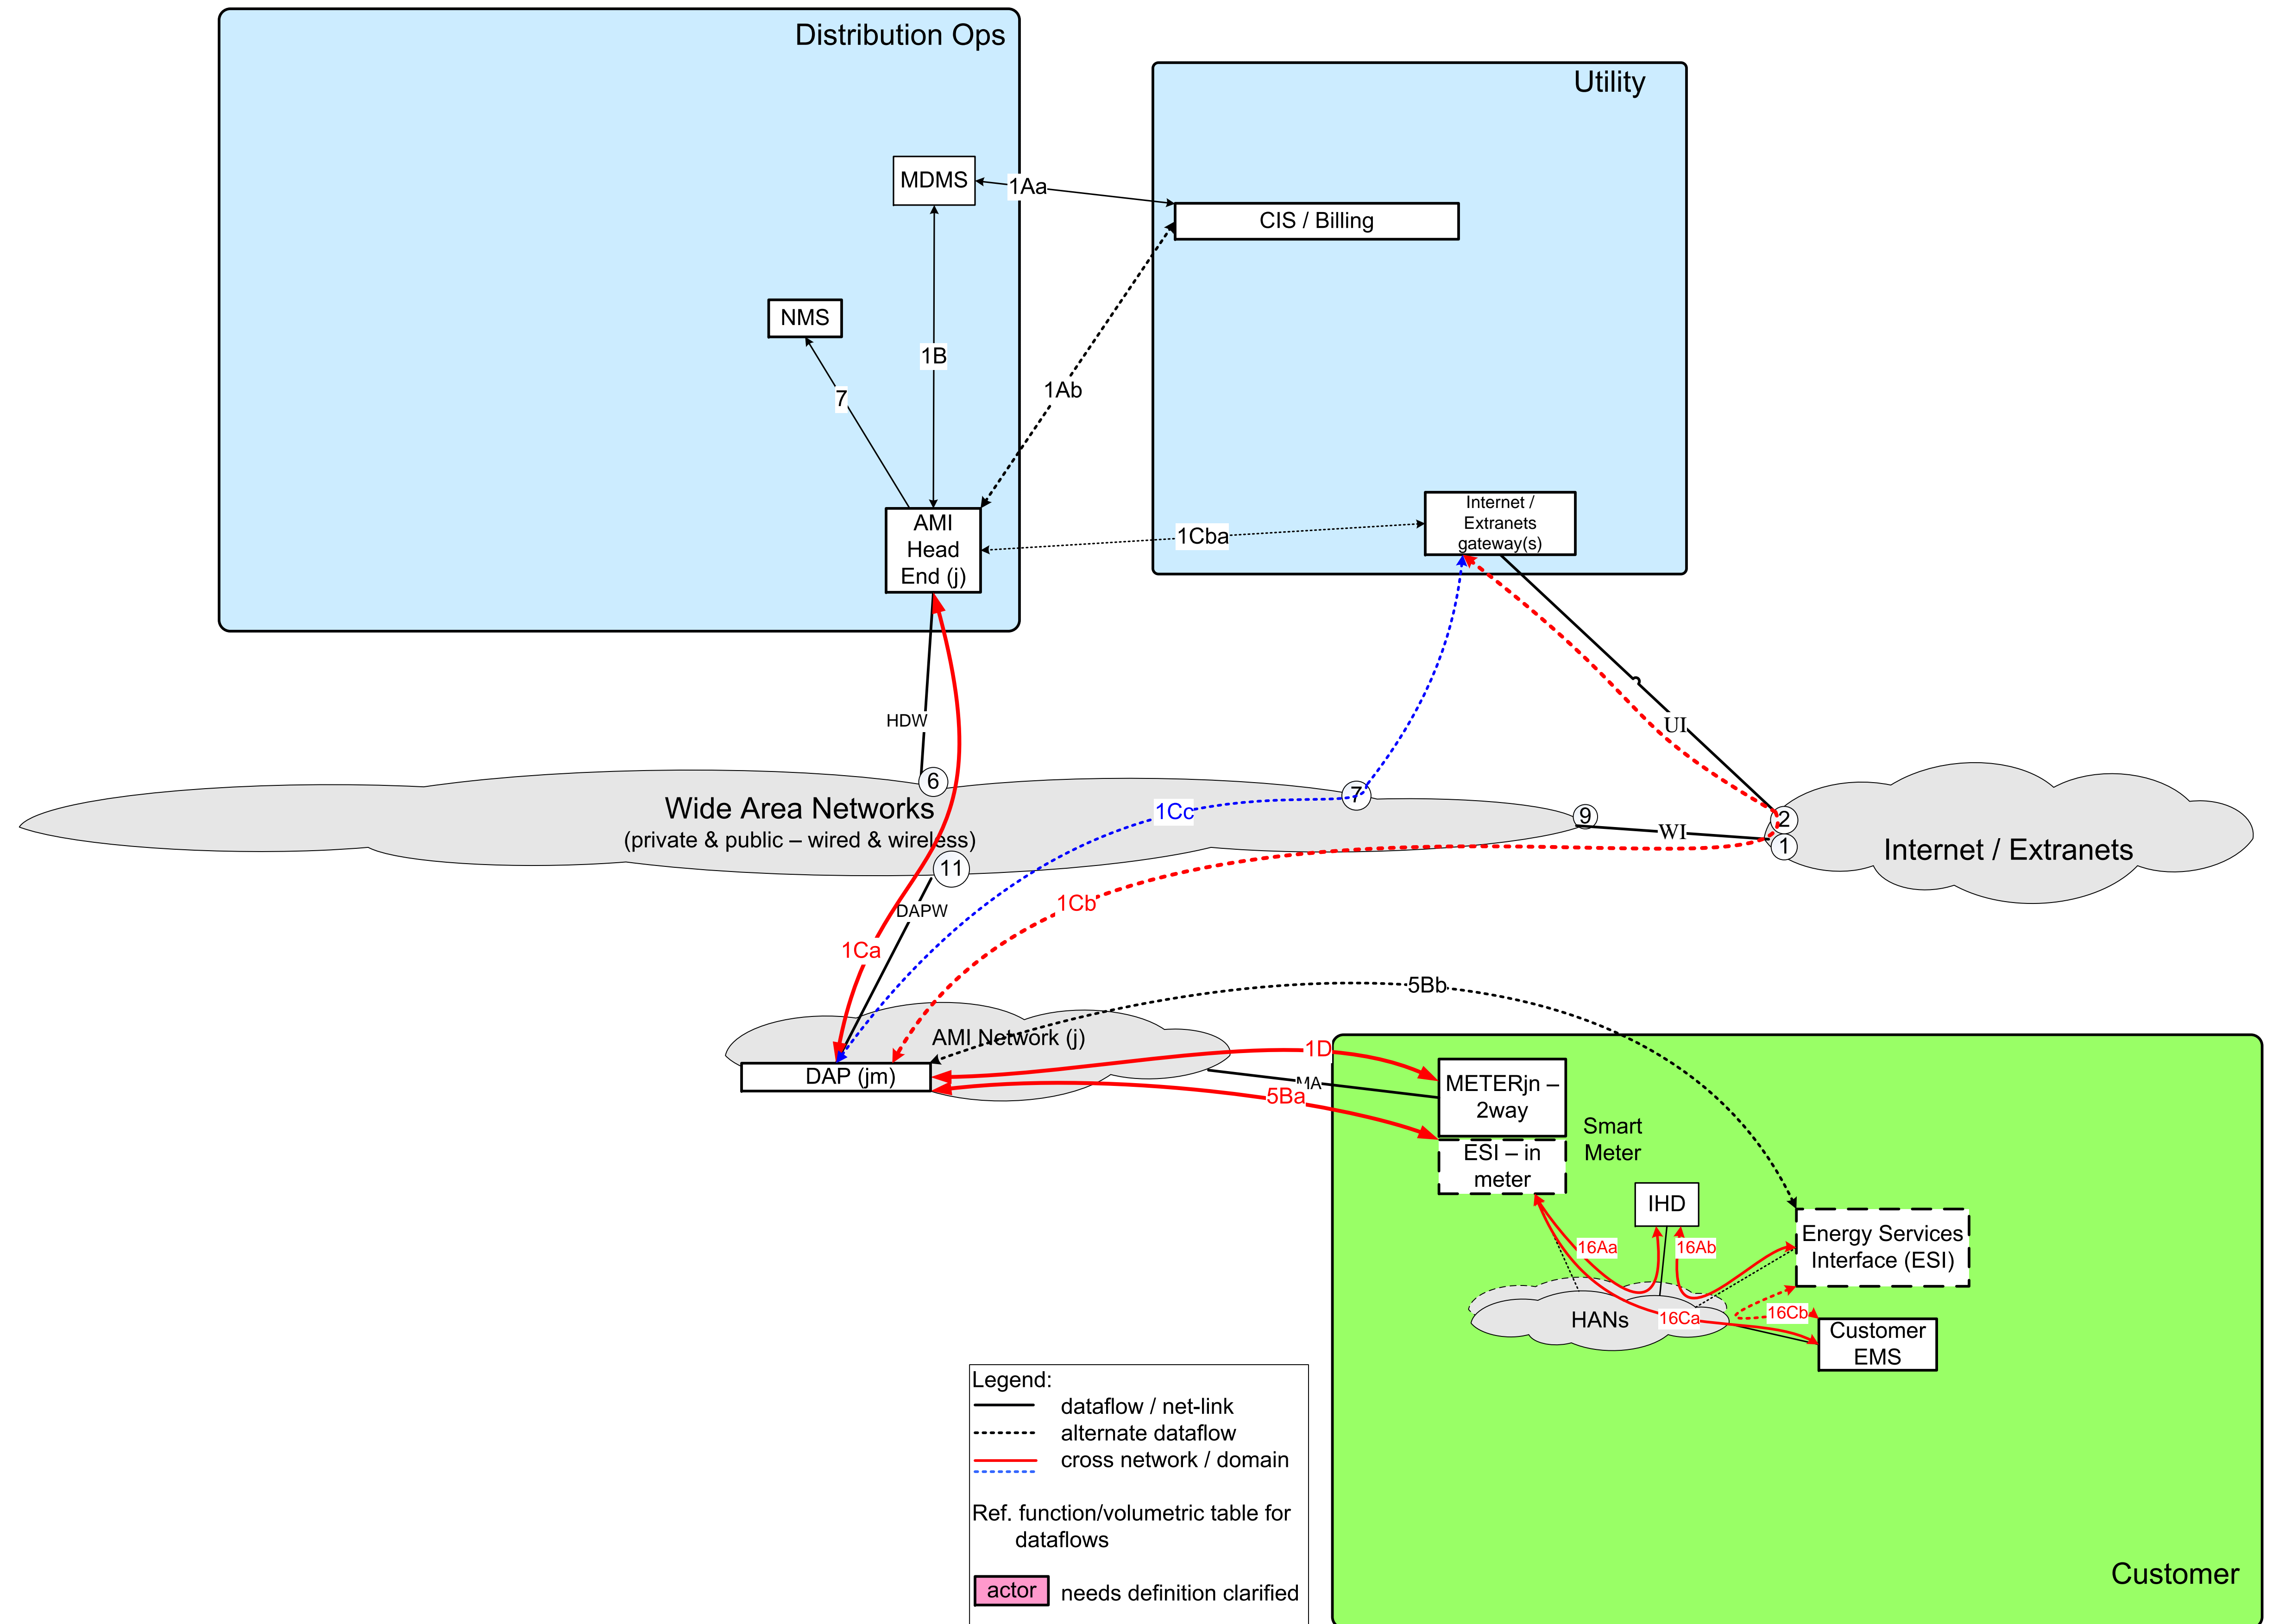 Distribution Ops
Utility
MDMS
1Aa
CIS / Billing
NMS
1B
7
1Ab
AMI
Head
End (j)
1Cba
Internet /
Extranets
gateway(s)
HDW
UI
6
7
9
WI
2
1
Wide Area Networks
(private & public – wired & wireless)
1Cc
Internet / Extranets
11
DAPW
1Cb
1Ca
5Bb
AMI Network (j)
DAP (jm)
1D
MA
5Ba
METERjn –
2way
Smart
Meter
ESI – in
meter
IHD
16Aa
16Ab
Energy Services
Interface (ESI)
HANs
16Ca
16Cb
Customer
EMS
Legend:
dataflow / net-link
alternate dataflow
cross network / domain
Ref. function/volumetric table for
dataflows
actor
needs definition clarified
Customer